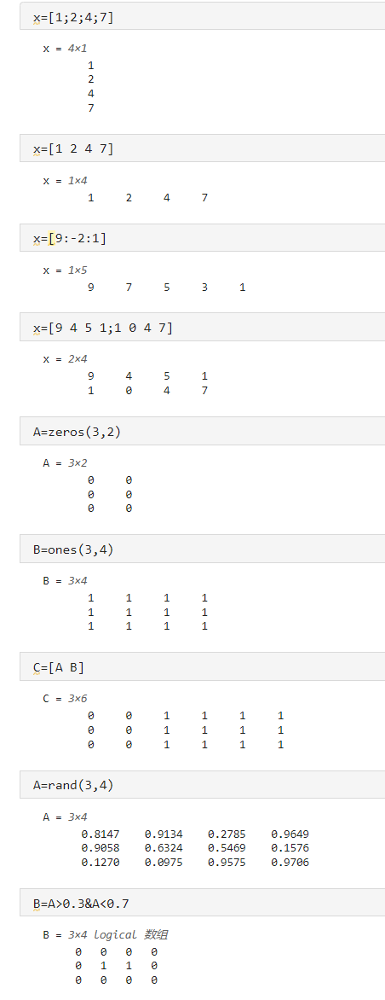 x=[1;2;4;7]
x = 4×1
1
2
4
7
x=[1 2 4 7]
x = 1×4
1 2 4 7
x=[9:-2:1]
x = 1×5
9 7 5 3 1
x=[9 4 5 1;1 0 4 7]
x = 2×4
9 4 5 1
1 0 4 7
A=zeros(3,2)
A = 3×2
0 0
0 0
0 0
B=ones(3,4)
B = 3×4
1 1 1 1
1 1 1 1
1 1 1 1
C=[A B]
C = 3×6
0 0 1 1 1 1
0 0 1 1 1 1
0 0 1 1 1 1
A=rand(3,4)
A = 3×4
0.8147 0.9134 0.2785 0.9649
0.9058 0.6324 0.5469 0.1576
0.1270 0.0975 0.9575 0.9706
B=A>0.3&A<0.7
B = 3×4 logical 数组
0 0 0 0
0 1 1 0
0 0 0 0